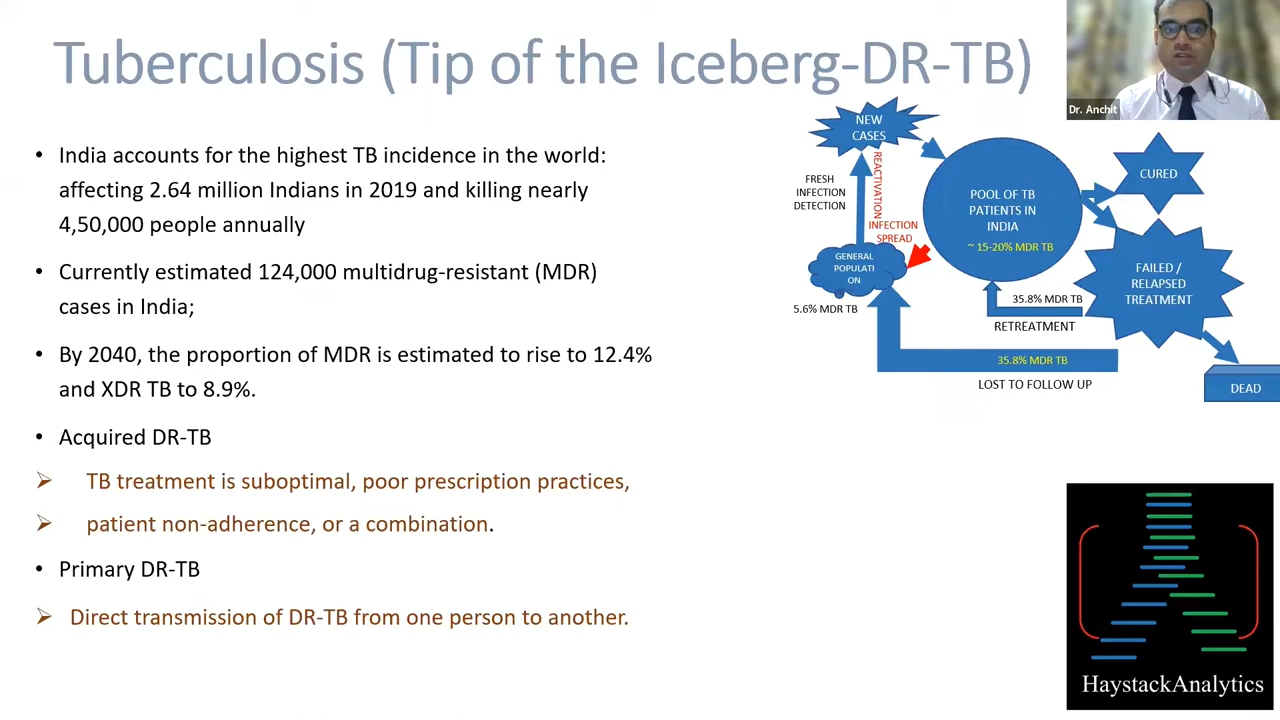 Tuberculosis (Tip of the Iceberg-DR-TB)
Dr. Anchit
• India accounts for the highest TB incidence in the world:
affecting 2.64 million Indians in 2019 and killing nearly
4,50,000 people annually
• Currently estimated 124,000 multidrug-resistant (MDR)
cases in India;
• By 2040, the proportion of MDR is estimated to rise to 12.4%
and XDR TB to 8.9%.
• Acquired DR-TB
➢ TB treatment is suboptimal, poor prescription practices,
➢ patient non-adherence, or a combination.
• Primary DR-TB
➢ Direct transmission of DR-TB from one person to another.
NEW
CASES
FRESH
INFECTION
DETECTION
REACTIVATION
INFECTION
SPREAD
GENERAL
POPULATI
ON
5.6% MDR TB
POOL OF TB
PATIENTS IN
INDIA
~ 15-20% MDR TB
CURED
FAILED /
RELAPSED
TREATMENT
35.8% MDR TB
RETREATMENT
35.8% MDR TB
LOST TO FOLLOW UP
DEAD
HaystackAnalytics